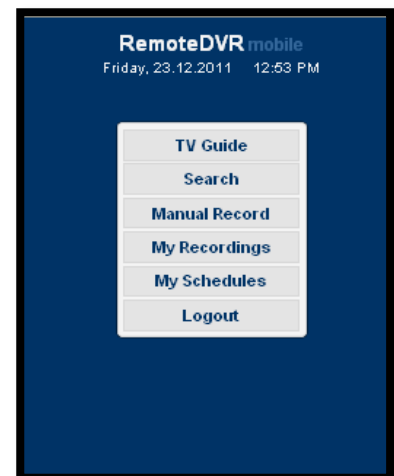 RemoteDVR mobile
Friday, 23.12.2011 12:53 PM
TV Guide
Search
Manual Record
My Recordings
My Schedules
Logout